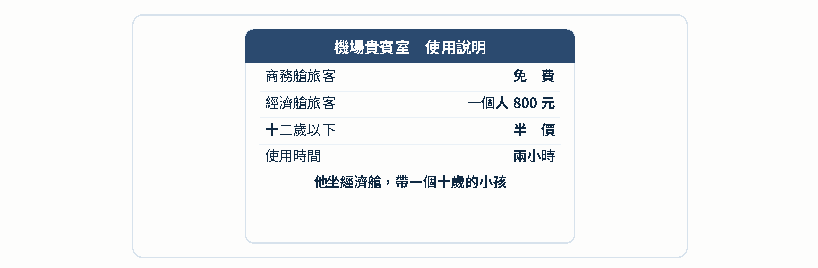 機場貴賓室　使用說明
商務艙旅客　免　費
經濟艙旅客　一個人 800 元
十二歲以下　半　價
使用時間　兩小時
他坐經濟艙，帶一個十歲的小孩